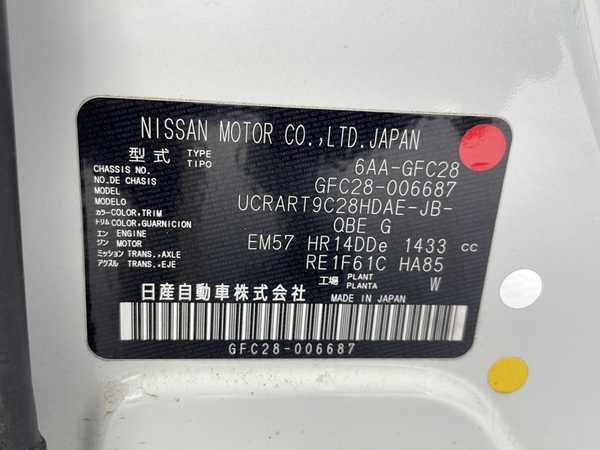 NISSAN MOTOR CO.,LTD.JAPAN
型式 TYPE TIPO 6AA-GFC28
CHASSIS NO.
NO.DE CHASIS GFC28-006687
MODEL
MODELO UCRART9C28HDAE-JB-
カラー COLOR,TRIM
トリム COLOR,GUARNICION QBE G
エンジン ENGINE MOTOR EM57 HR14DDe 1433 cc
ミッション TRANS.,AXLE
アクスル TRANS.,EJE RE1F61C HA85
工場 PLANT PLANTA W
日産自動車株式会社 MADE IN JAPAN
GFC28-006687